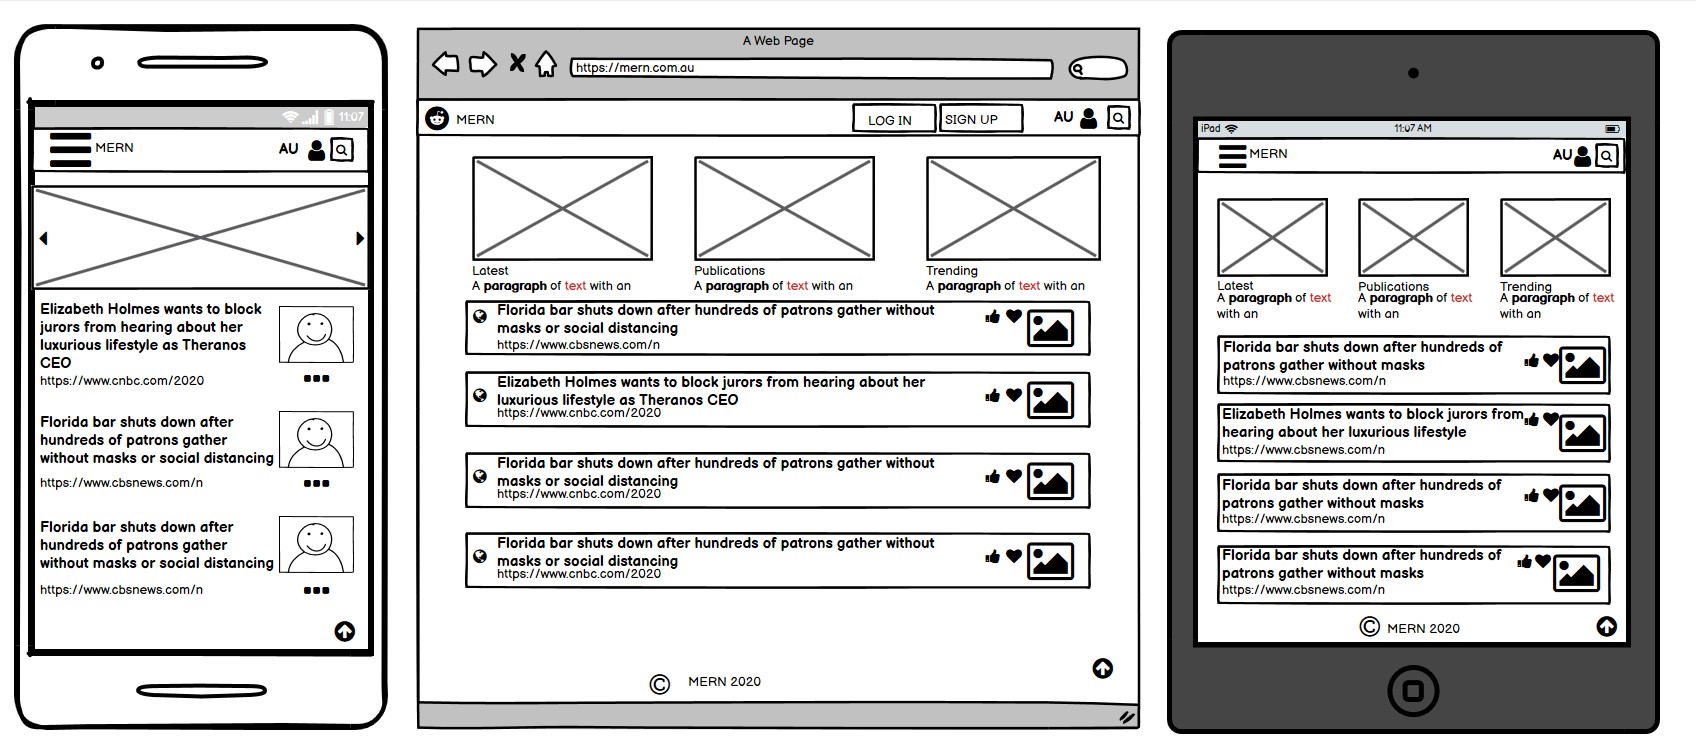 11:07
MERN
AU
Elizabeth Holmes wants to block
jurors from hearing about her
luxurious lifestyle as Theranos
CEO
https://www.cnbc.com/2020
Florida bar shuts down after
hundreds of patrons gather
without masks or social distancing
https://www.cbsnews.com/n
Florida bar shuts down after
hundreds of patrons gather
without masks or social distancing
https://www.cbsnews.com/n
A Web Page
https://mern.com.au
MERN
LOG IN
SIGN UP
AU
Latest
A paragraph of text with an
Publications
A paragraph of text with an
Trending
A paragraph of text with an
Florida bar shuts down after hundreds of patrons gather without
masks or social distancing
https://www.cbsnews.com/n
Elizabeth Holmes wants to block jurors from hearing about her
luxurious lifestyle as Theranos CEO
https://www.cnbc.com/2020
Florida bar shuts down after hundreds of patrons gather without
masks or social distancing
https://www.cnbc.com/2020
Florida bar shuts down after hundreds of patrons gather without
masks or social distancing
https://www.cnbc.com/2020
© MERN 2020
iPad
11:07 AM
MERN
AU
Latest
A paragraph of text
with an
Publications
A paragraph of text
with an
Trending
A paragraph of text
with an
Florida bar shuts down after hundreds of
patrons gather without masks
https://www.cbsnews.com/n
Elizabeth Holmes wants to block jurors from
hearing about her luxurious lifestyle
https://www.cbsnews.com/n
Florida bar shuts down after hundreds of
patrons gather without masks
https://www.cbsnews.com/n
Florida bar shuts down after hundreds of
patrons gather without masks
https://www.cbsnews.com/n
© MERN 2020